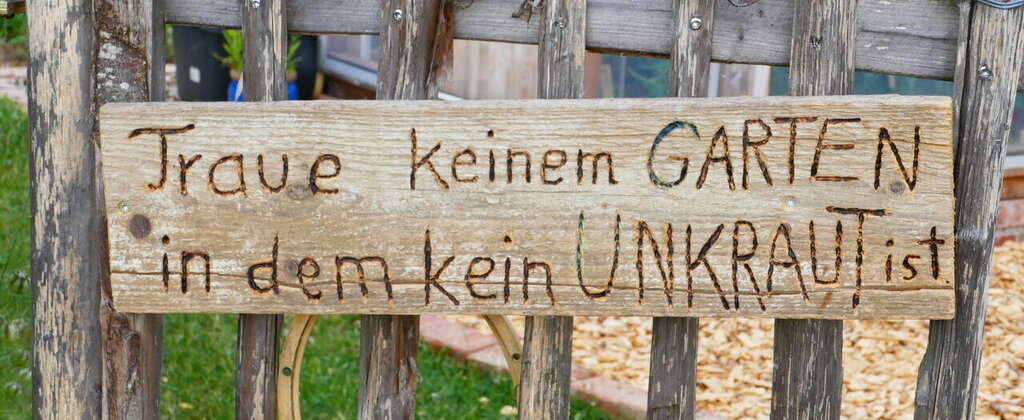 Traue keinem GARTEN
in dem kein UNKRAUT ist.